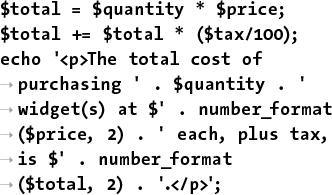 $total = $quantity * $price;
$total += $total * ($tax/100);
echo '<p>The total cost of
→ purchasing ' . $quantity . '
→ widget(s) at $' . number_format
→ ($price, 2) . ' each, plus tax,
→ is $' . number_format
→ ($total, 2) . '.</p>';